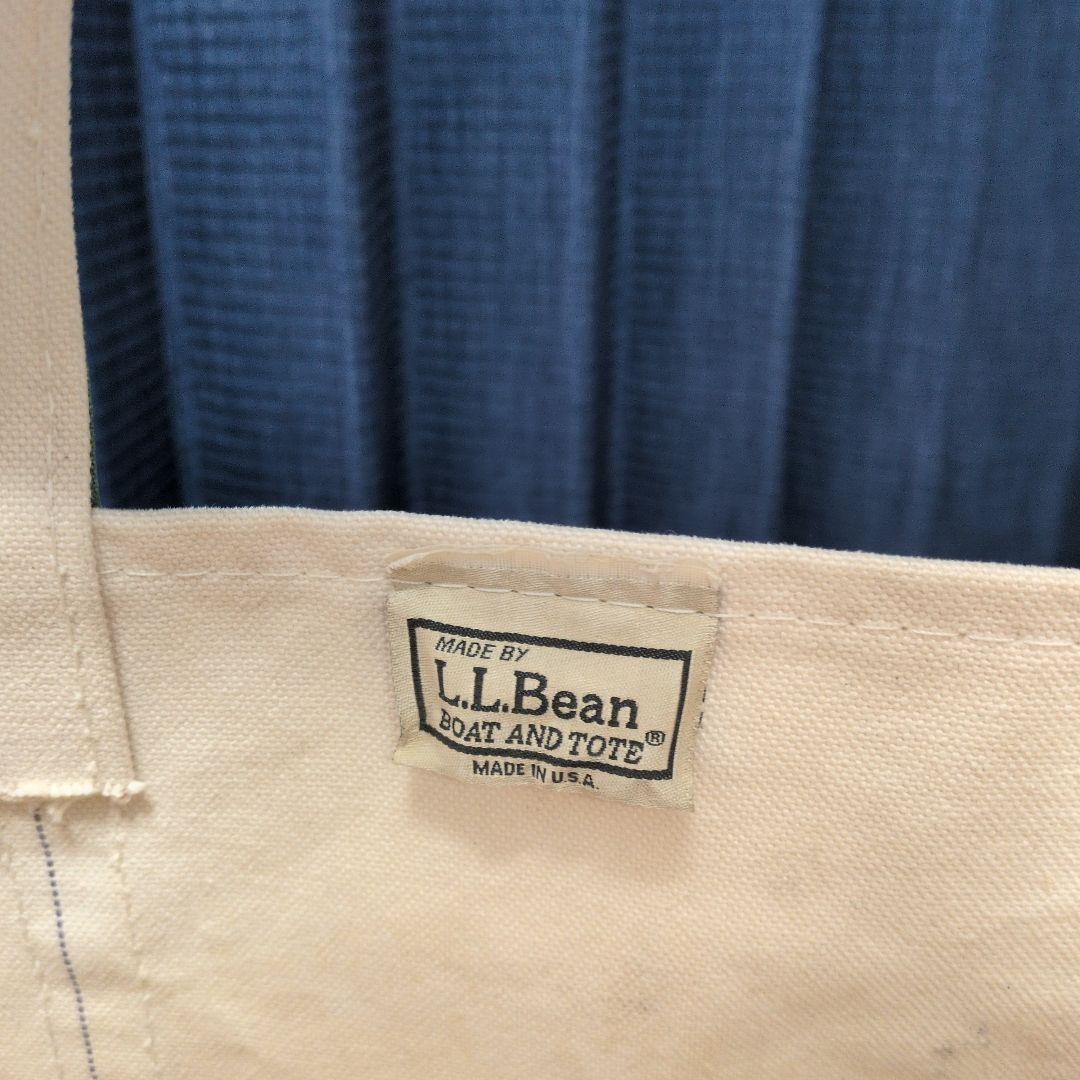 MADE BY
L.L.Bean
BOAT AND TOTE®
MADE IN U.S.A.